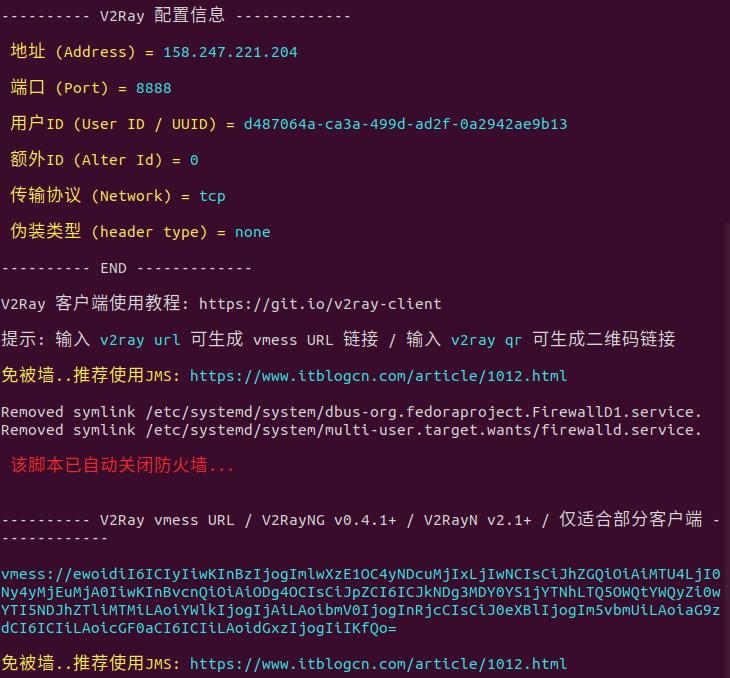 ---------- V2Ray 配置信息 -------------
地址 (Address) = 158.247.221.204
端口 (Port) = 8888
用户ID (User ID / UUID) = d487064a-ca3a-499d-ad2f-0a2942ae9b13
额外ID (Alter Id) = 0
传输协议 (Network) = tcp
伪装类型 (header type) = none
---------- END -------------
V2Ray 客户端使用教程: https://git.io/v2ray-client
提示: 输入 v2ray url 可生成 vmess URL 链接 / 输入 v2ray qr 可生成二维码链接
免被墙..推荐使用JMS: https://www.itblogcn.com/article/1012.html
Removed symlink /etc/systemd/system/dbus-org.fedoraproject.FirewallD1.service.
Removed symlink /etc/systemd/system/multi-user.target.wants/firewalld.service.
该脚本已自动关闭防火墙...
---------- V2Ray vmess URL / V2RayNG v0.4.1+ / V2RayN v2.1+ / 仅适合部分客户端 -
------------
vmess://ewoidiI6ICIyIiwKInBzIjogImlwXzE1OC4yNDcuMjIxLjIwNCIsCiJhZGQiOiAiMTU4LjI0
Ny4yMjEuMjA0IiwKInBvcnQiOiAiODg4OCIsCiJpZCI6ICJkNDg3MDY0YS1jYTNhLTQ5OWQtYWQyZi0w
YTI5NDJhZTliMTMiLAoiYWlkIjogIjAiLAoibmV0IjogInRjcCIsCiJ0eXBlIjogIm5vbmUiLAoiaG9z
dCI6ICIiLAoicGF0aCI6ICIiLAoidGxzIjogIiIKfQo=
免被墙..推荐使用JMS: https://www.itblogcn.com/article/1012.html